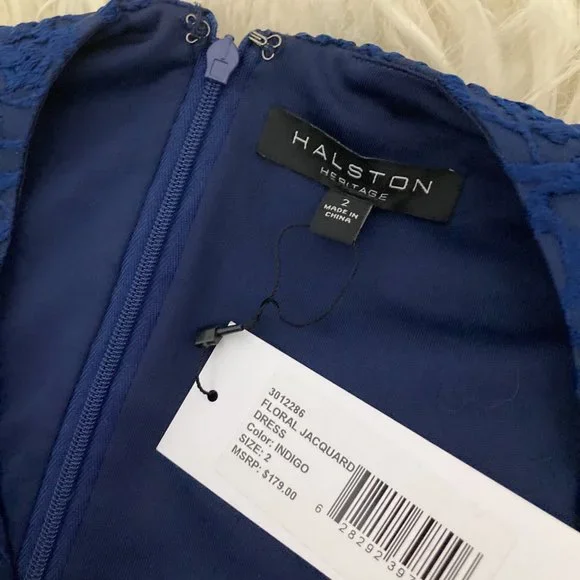 HALSTON
HERITAGE
2
MADE IN
CHINA
3012286
FLORAL JACQUARD
DRESS
Color: INDIGO
SIZE: 2
MSRP: $179.00
6 28292 397